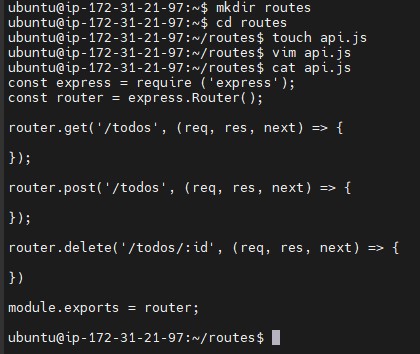 ubuntu@ip-172-31-21-97:~$ mkdir routes
ubuntu@ip-172-31-21-97:~$ cd routes
ubuntu@ip-172-31-21-97:~/routes$ touch api.js
ubuntu@ip-172-31-21-97:~/routes$ vim api.js
ubuntu@ip-172-31-21-97:~/routes$ cat api.js
const express = require ('express');
const router = express.Router();

router.get('/todos', (req, res, next) => {

});

router.post('/todos', (req, res, next) => {

});

router.delete('/todos/:id', (req, res, next) => {

})

module.exports = router;

ubuntu@ip-172-31-21-97:~/routes$